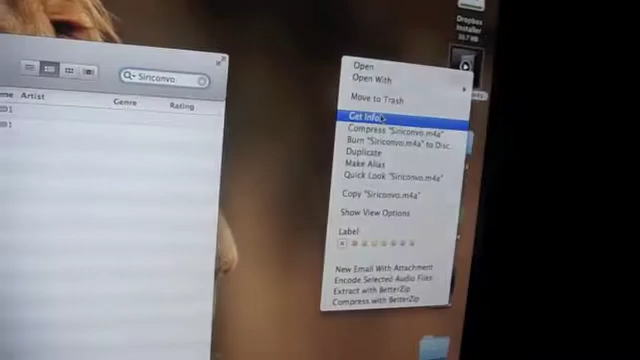 Dropbox
Installer
Siriconvo
Artist
Genre
Rating
Open
Open With
Move to Trash
Get Info
Compress "Siriconvo.m4a"
Burn "Siriconvo.m4a" to Disc...
Duplicate
Make Alias
Quick Look "Siriconvo.m4a"
Copy "Siriconvo.m4a"
Show View Options
Label:
New Email With Attachment
Encode Selected Audio Files
Extract with BetterZip
Compress with BetterZip